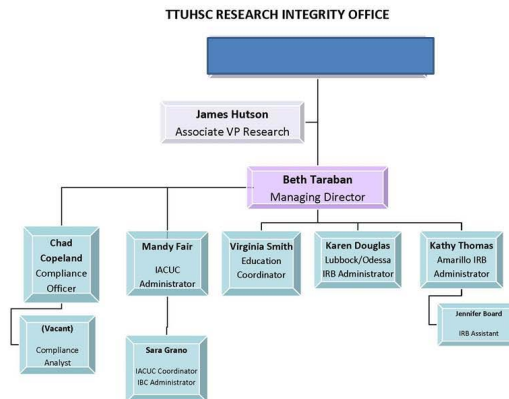 TTUHSC RESEARCH INTEGRITY OFFICE
James Hutson
Associate VP Research
Beth Taraban
Managing Director
Chad
Copeland
Compliance
Officer
Mandy Fair
IACUC
Administrator
Virginia Smith
Education
Coordinator
Karen Douglas
Lubbock/Odessa
IRB Administrator
Kathy Thomas
Amarillo IRB
Administrator
(Vacant)
Compliance
Analyst
Sara Grano
IACUC Coordinator
IBC Administrator
Jennifer Board
IRB Assistant